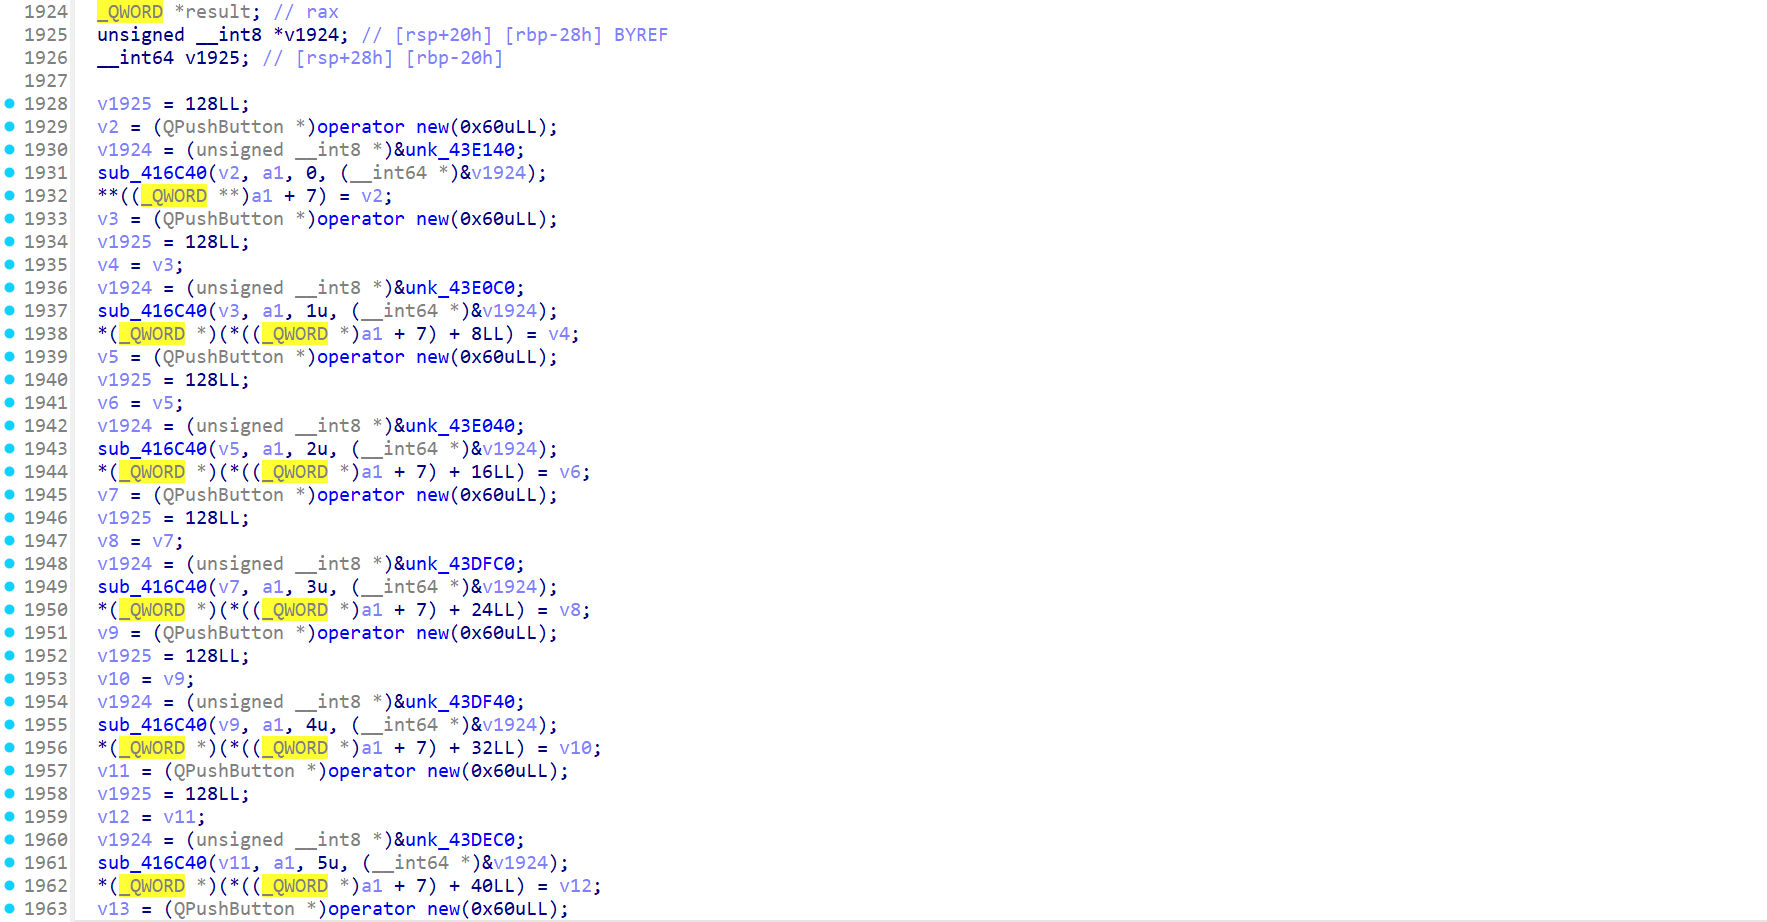 1924 _QWORD *result; // rax
1925 unsigned __int8 *v1924; // [rsp+20h] [rbp-28h] BYREF
1926 __int64 v1925; // [rsp+28h] [rbp-20h]
1927
1928 v1925 = 128LL;
1929 v2 = (QPushButton *)operator new(0x60uLL);
1930 v1924 = (unsigned __int8 *)&unk_43E140;
1931 sub_416C40(v2, a1, 0, (__int64 *)&v1924);
1932 **((_QWORD **)a1 + 7) = v2;
1933 v3 = (QPushButton *)operator new(0x60uLL);
1934 v1925 = 128LL;
1935 v4 = v3;
1936 v1924 = (unsigned __int8 *)&unk_43E0C0;
1937 sub_416C40(v3, a1, 1u, (__int64 *)&v1924);
1938 *(_QWORD *)(*((_QWORD *)a1 + 7) + 8LL) = v4;
1939 v5 = (QPushButton *)operator new(0x60uLL);
1940 v1925 = 128LL;
1941 v6 = v5;
1942 v1924 = (unsigned __int8 *)&unk_43E040;
1943 sub_416C40(v5, a1, 2u, (__int64 *)&v1924);
1944 *(_QWORD *)(*((_QWORD *)a1 + 7) + 16LL) = v6;
1945 v7 = (QPushButton *)operator new(0x60uLL);
1946 v1925 = 128LL;
1947 v8 = v7;
1948 v1924 = (unsigned __int8 *)&unk_43DFC0;
1949 sub_416C40(v7, a1, 3u, (__int64 *)&v1924);
1950 *(_QWORD *)(*((_QWORD *)a1 + 7) + 24LL) = v8;
1951 v9 = (QPushButton *)operator new(0x60uLL);
1952 v1925 = 128LL;
1953 v10 = v9;
1954 v1924 = (unsigned __int8 *)&unk_43DF40;
1955 sub_416C40(v9, a1, 4u, (__int64 *)&v1924);
1956 *(_QWORD *)(*((_QWORD *)a1 + 7) + 32LL) = v10;
1957 v11 = (QPushButton *)operator new(0x60uLL);
1958 v1925 = 128LL;
1959 v12 = v11;
1960 v1924 = (unsigned __int8 *)&unk_43DEC0;
1961 sub_416C40(v11, a1, 5u, (__int64 *)&v1924);
1962 *(_QWORD *)(*((_QWORD *)a1 + 7) + 40LL) = v12;
1963 v13 = (QPushButton *)operator new(0x60uLL);